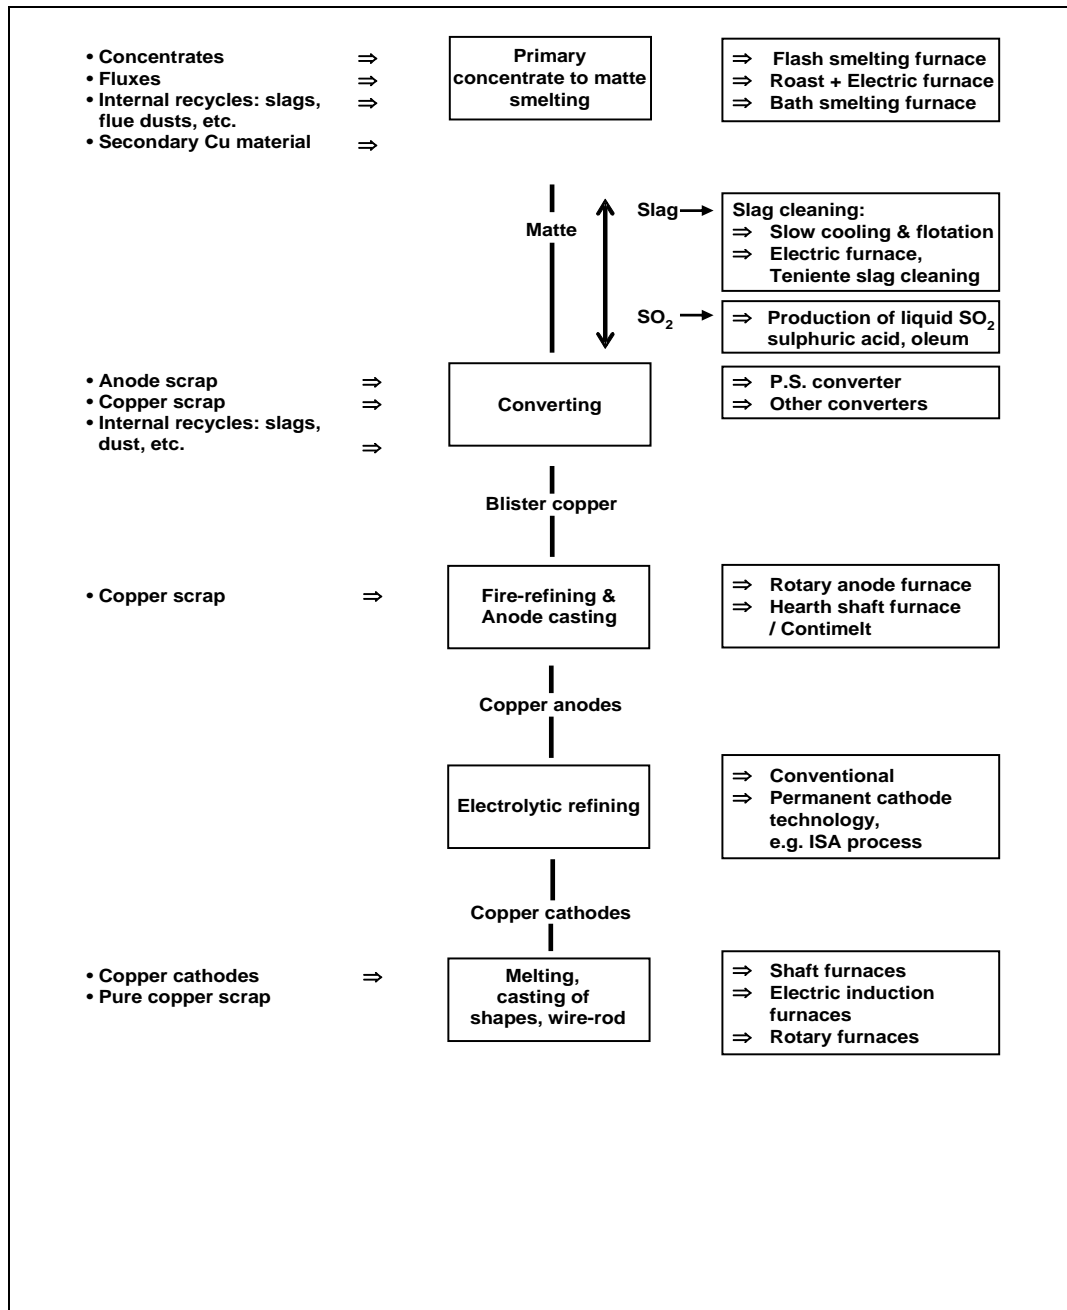 • Concentrates ⇒
• Fluxes ⇒
• Internal recycles: slags, ⇒
flue dusts, etc.
• Secondary Cu material ⇒
Primary
concentrate to matte
smelting
⇒ Flash smelting furnace
⇒ Roast + Electric furnace
⇒ Bath smelting furnace
Matte
Slag
Slag cleaning:
⇒ Slow cooling & flotation
⇒ Electric furnace,
Teniente slag cleaning
SO₂
⇒ Production of liquid SO₂
sulphuric acid, oleum
• Anode scrap ⇒
• Copper scrap ⇒
• Internal recycles: slags,
dust, etc. ⇒
Converting
⇒ P.S. converter
⇒ Other converters
Blister copper
• Copper scrap ⇒
Fire-refining &
Anode casting
⇒ Rotary anode furnace
⇒ Hearth shaft furnace
/ Contimelt
Copper anodes
Electrolytic refining
⇒ Conventional
⇒ Permanent cathode
technology,
e.g. ISA process
Copper cathodes
• Copper cathodes ⇒
• Pure copper scrap
Melting,
casting of
shapes, wire-rod
⇒ Shaft furnaces
⇒ Electric induction
furnaces
⇒ Rotary furnaces